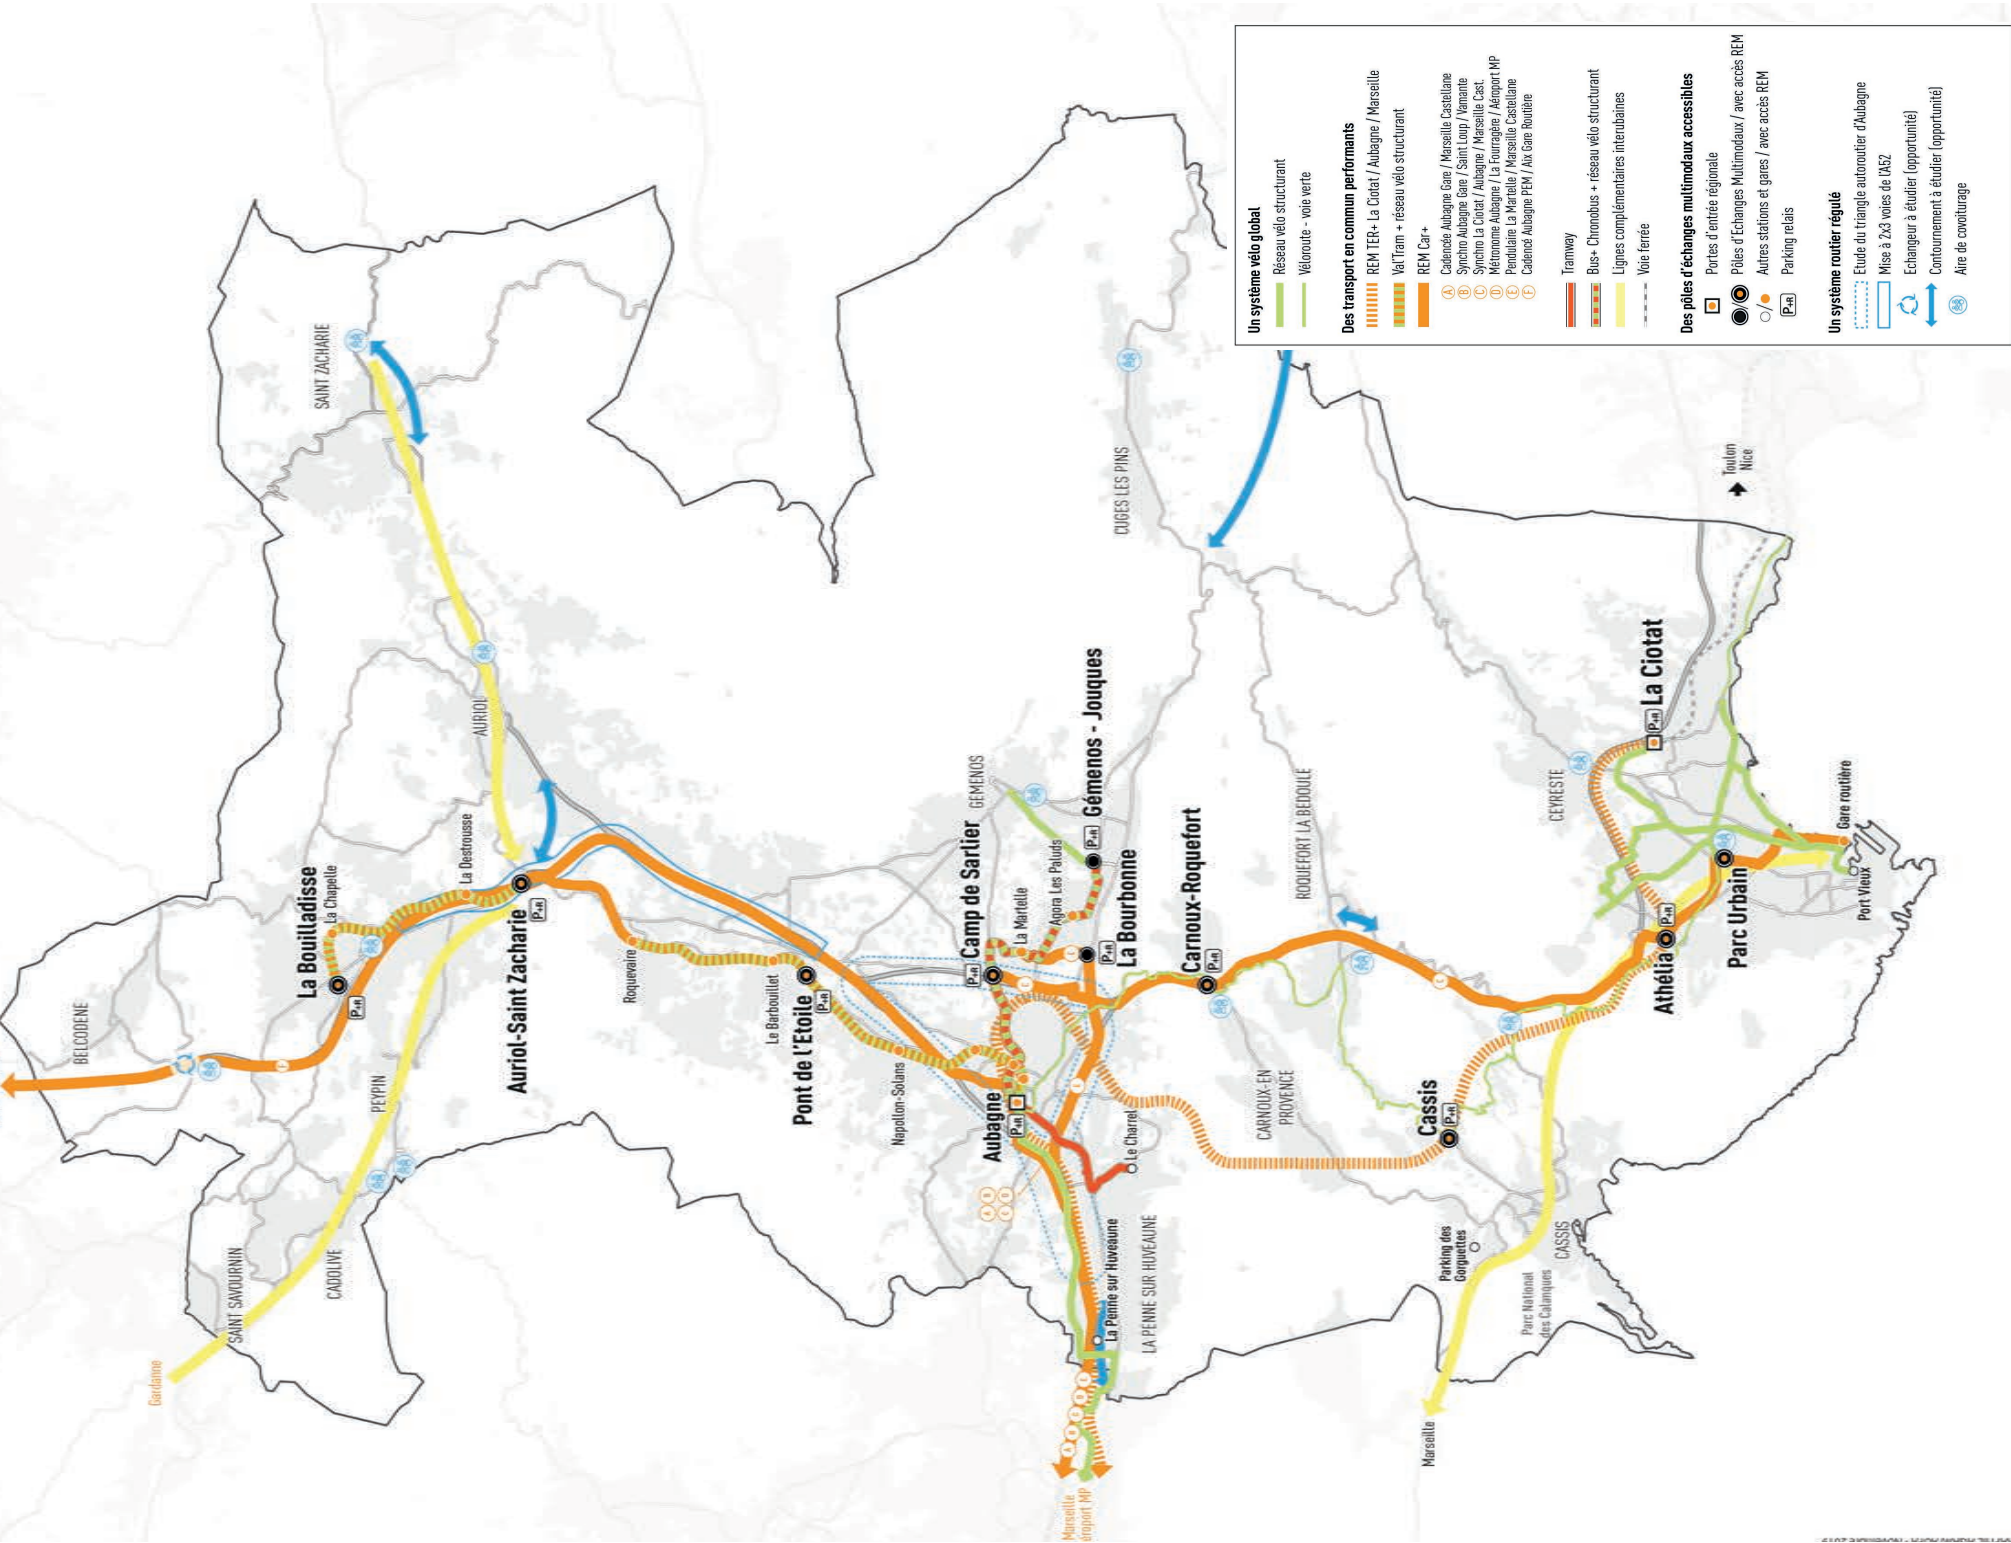 Un système vélo global
Réseau vélo structurant
Véloroute - voie verte
Des transport en commun performants
REM TER+ La Ciotat / Aubagne / Marseille
Val'Tram + réseau vélo structurant
REM Car+
A Cadencée Aubagne Gare / Marseille Castellane
B Synchro Aubagne Gare / Saint Loup / Vamante
C Synchro La Ciotat / Aubagne / Marseille Cast.
D Métronome Aubagne / La Fourragère / Aéroport MP
E Pendulaire La Martelle / Marseille Castellane
F Cadencé Aubagne PEM / Aix Gare Routière
Tramway
Bus+ Chronobus + réseau vélo structurant
Lignes complémentaires interubaines
Voie ferrée
Des pôles d'échanges multimodaux accessibles
Portes d'entrée régionale
Pôles d'Echanges Multimodaux / avec accès REM
Autres stations et gares / avec accès REM
P+R Parking relais
Un système routier régulé
Etude du triangle autoroutier d'Aubagne
Mise à 2x3 voies de l'A52
Echangeur à étudier (opportunité)
Contournement à étudier (opportunité)
Aire de covoiturage
Gardanne
SAINT SAVOURNIN
CADOLIVE
PEYPIN
BELCODENE
La Bouilladisse
P+R
La Chapelle
La Destrousse
Auriol-Saint Zacharie
P+R
AURIOL
SAINT ZACHARIE
Roquevaire
Le Barbouillet
Pont de l'Etoile
P+R
Napollon-Solans
Aubagne
P+R
Camp de Sarlier
P+R
GEMENOS
La Martelle
Agora Les Paluds
Gémenos - Jouques
P+R
La Bourbonne
P+R
Le Charrel
La Penne sur Huveaune
LA PENNE SUR HUVEAUNE
Marseille
éroport MP
CUGES LES PINS
Carnoux-Roquefort
P+R
CARNOUX-EN
PROVENCE
ROQUEFORT LA BEDOULE
Cassis
P+R
Parking des
Gorguettes
CASSIS
Parc National
des Calanques
Marseille
CEYRESTE
La Ciotat
P+R
Athélia
P+R
Parc Urbain
Gare routière
Port Vieux
Toulon
Nice